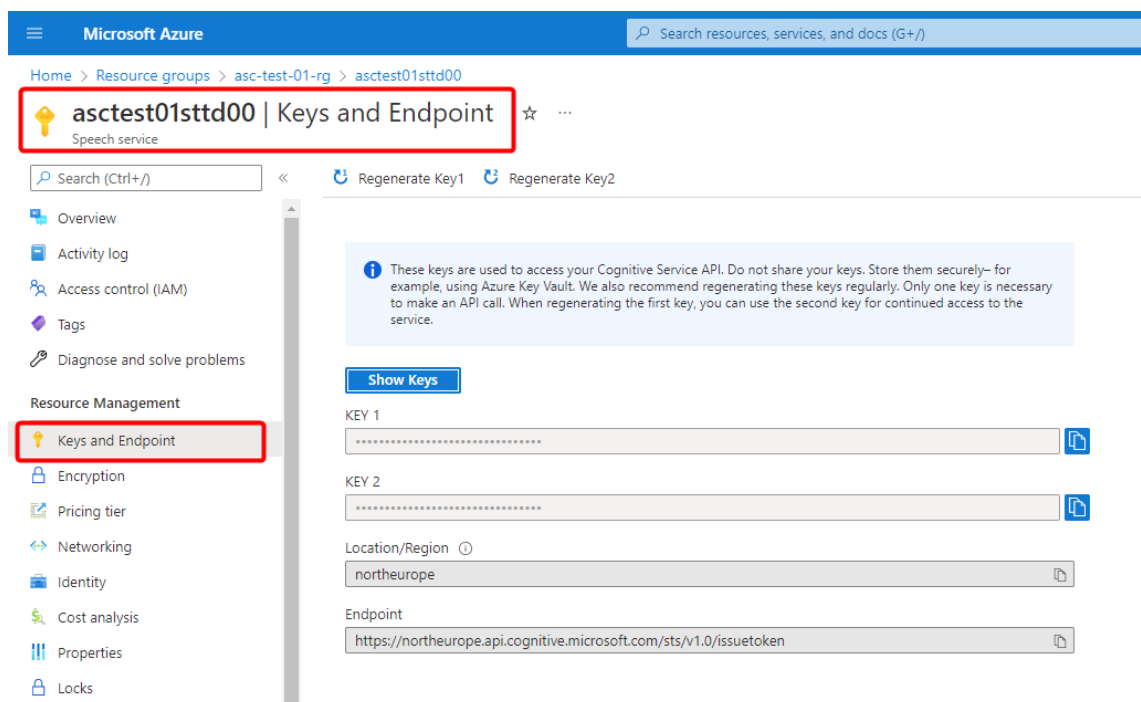 Microsoft Azure
Search resources, services, and docs (G+/)
Home > Resource groups > asc-test-01-rg > asctest01sttd00
asctest01sttd00 | Keys and Endpoint
Speech service
Search (Ctrl+/)
Regenerate Key1
Regenerate Key2
Overview
Activity log
Access control (IAM)
Tags
Diagnose and solve problems
Resource Management
Keys and Endpoint
Encryption
Pricing tier
Networking
Identity
Cost analysis
Properties
Locks
These keys are used to access your Cognitive Service API. Do not share your keys. Store them securely– for
example, using Azure Key Vault. We also recommend regenerating these keys regularly. Only one key is necessary
to make an API call. When regenerating the first key, you can use the second key for continued access to the
service.
Show Keys
KEY 1
KEY 2
Location/Region
northeurope
Endpoint
https://northeurope.api.cognitive.microsoft.com/sts/v1.0/issuetoken